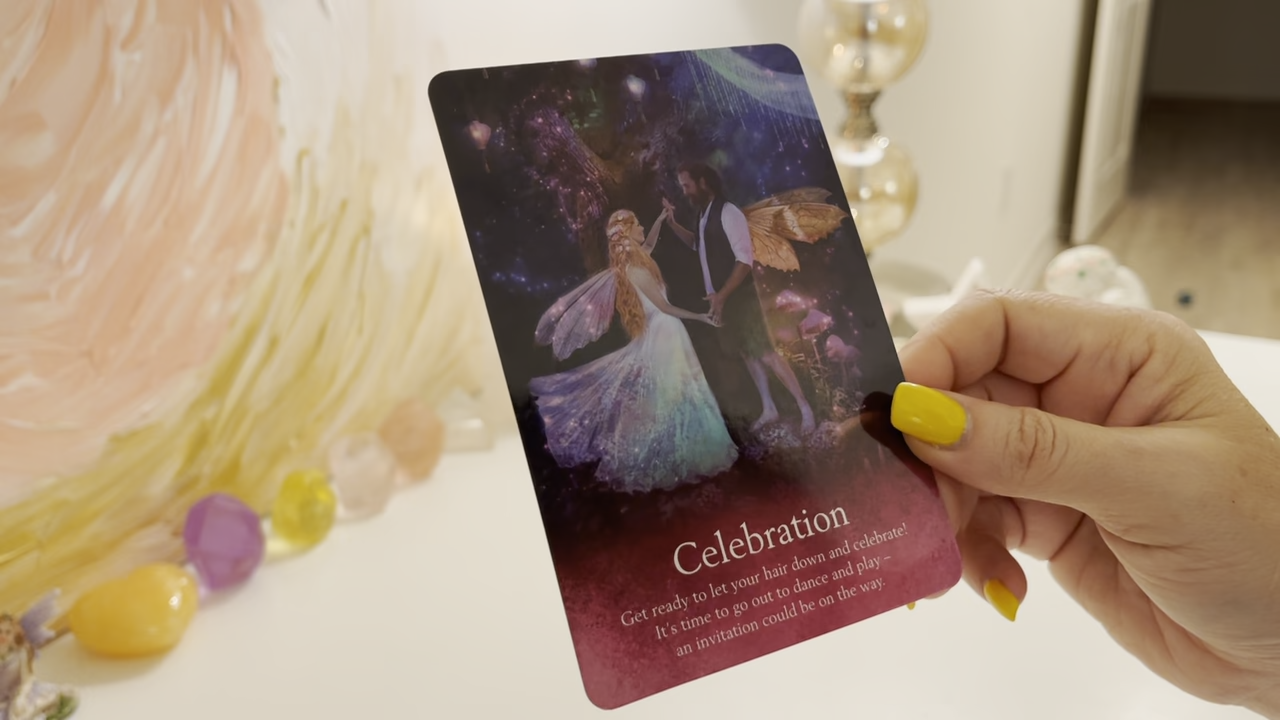 Celebration
Get ready to let your hair down and celebrate!
It's time to go out to dance and play –
an invitation could be on the way.